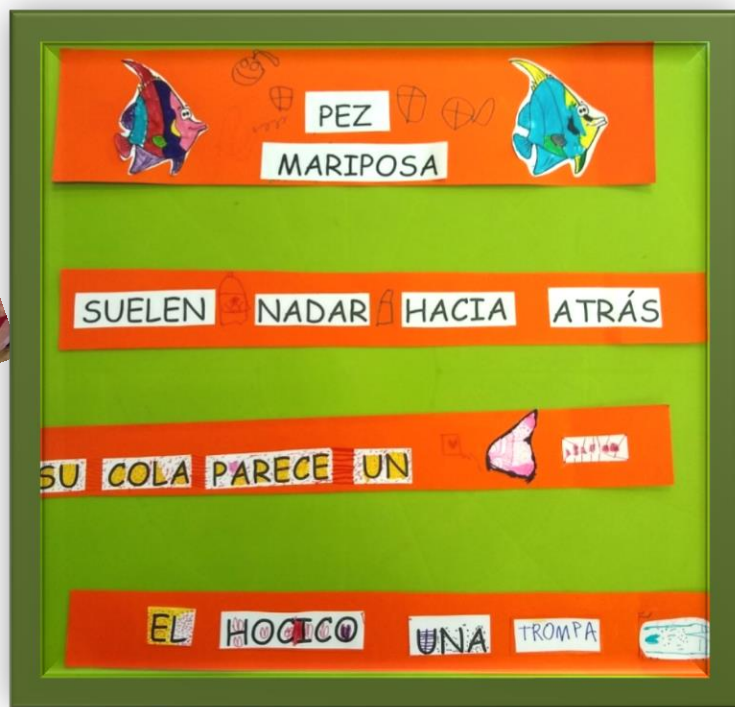 PEZ
MARIPOSA
SUELEN NADAR HACIA ATRÁS
SU COLA PARECE UN
EL HOCICO UNA TROMPA